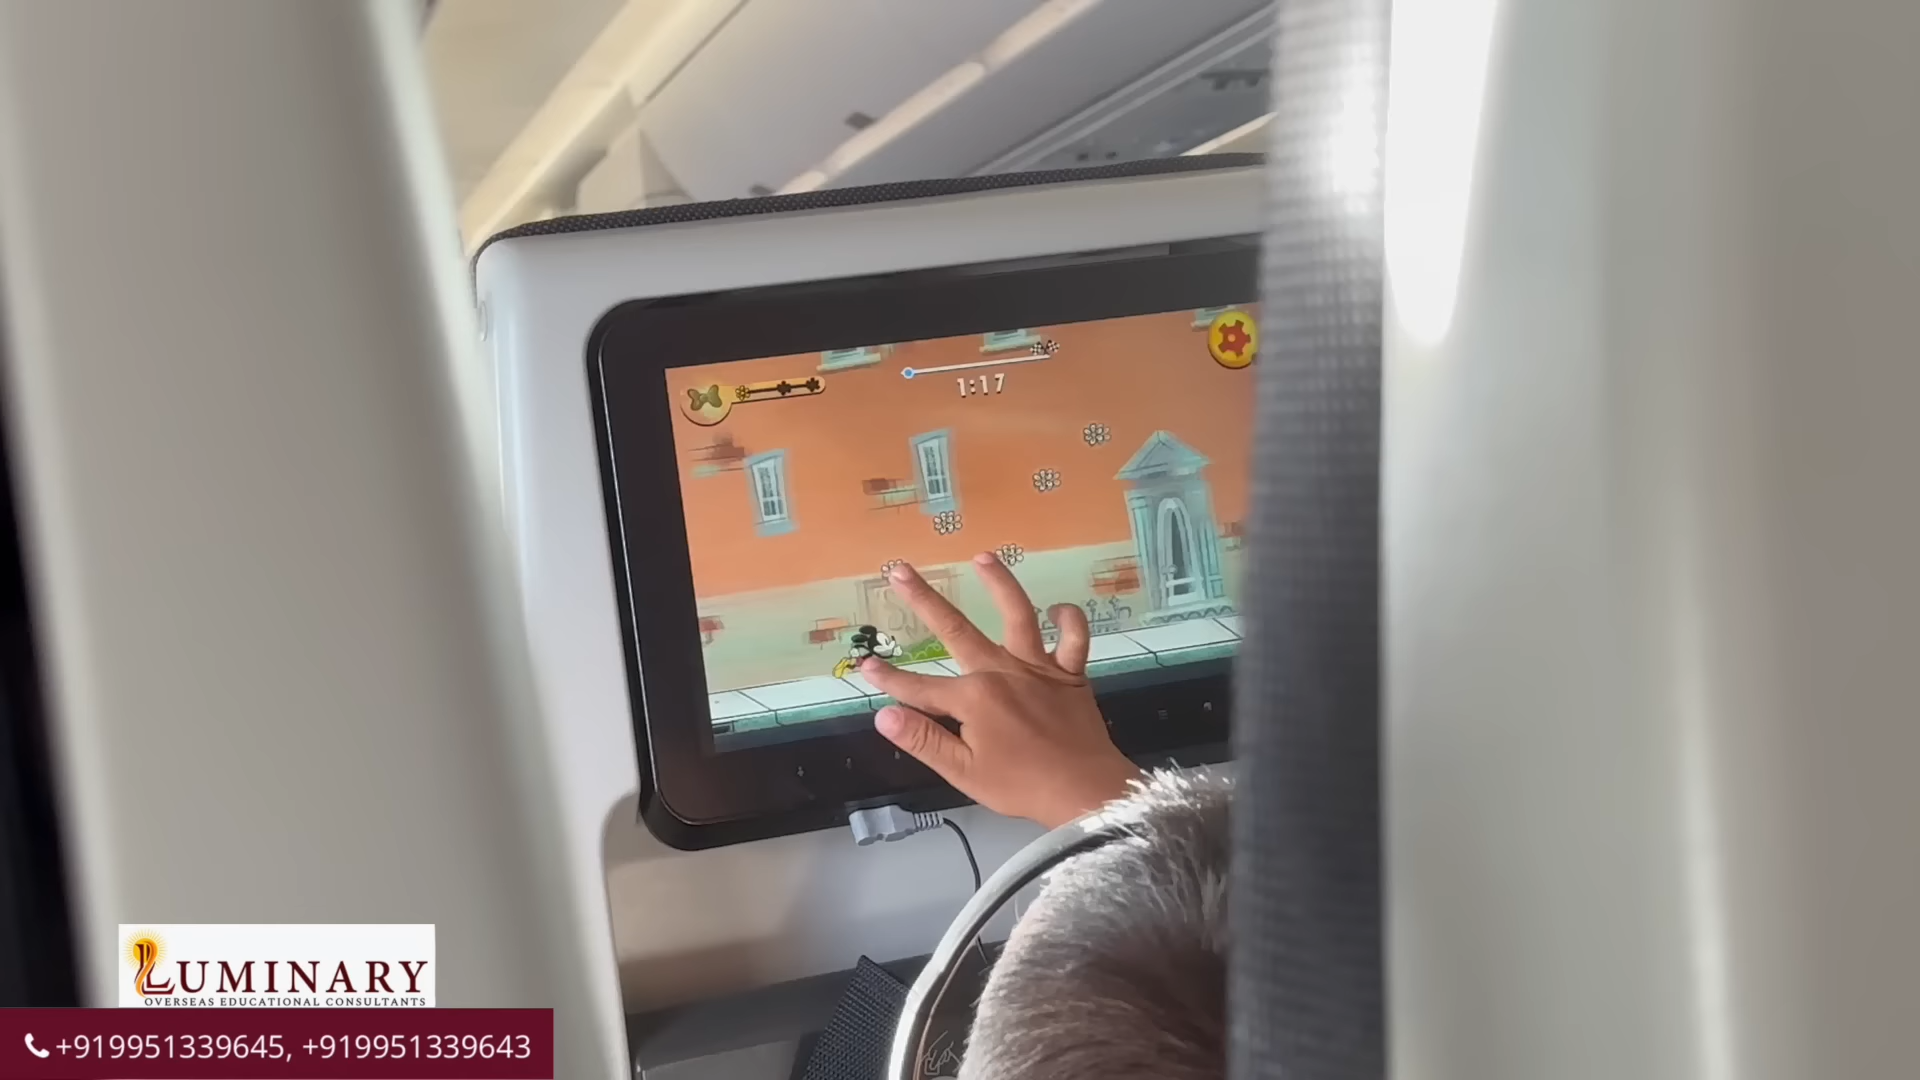 1:17
LUMINARY
OVERSEAS EDUCATIONAL CONSULTANTS
+919951339645, +919951339643